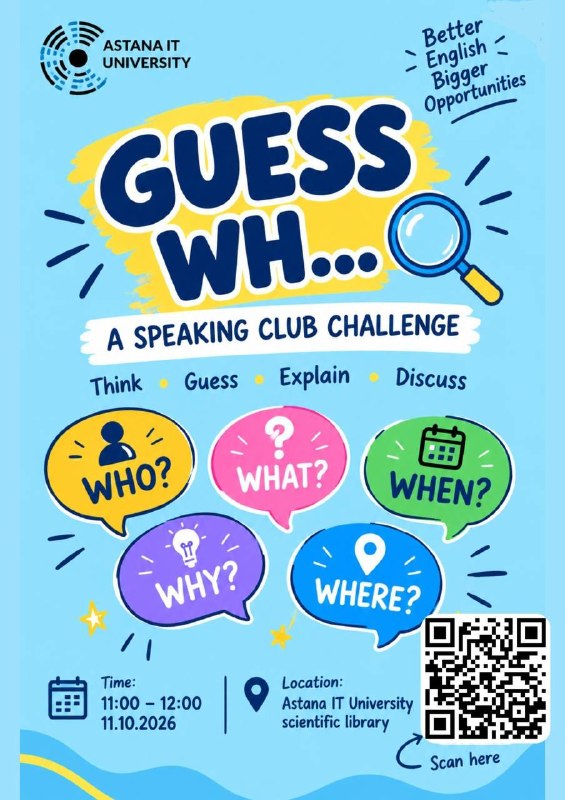 ASTANA IT
UNIVERSITY
Better
English
Bigger
Opportunities
GUESS
WH...
A SPEAKING CLUB CHALLENGE
Think • Guess • Explain • Discuss
WHO?
WHAT?
WHEN?
WHY?
WHERE?
Time:
11:00 – 12:00
11.10.2026
Location:
Astana IT University
scientific library
Scan here